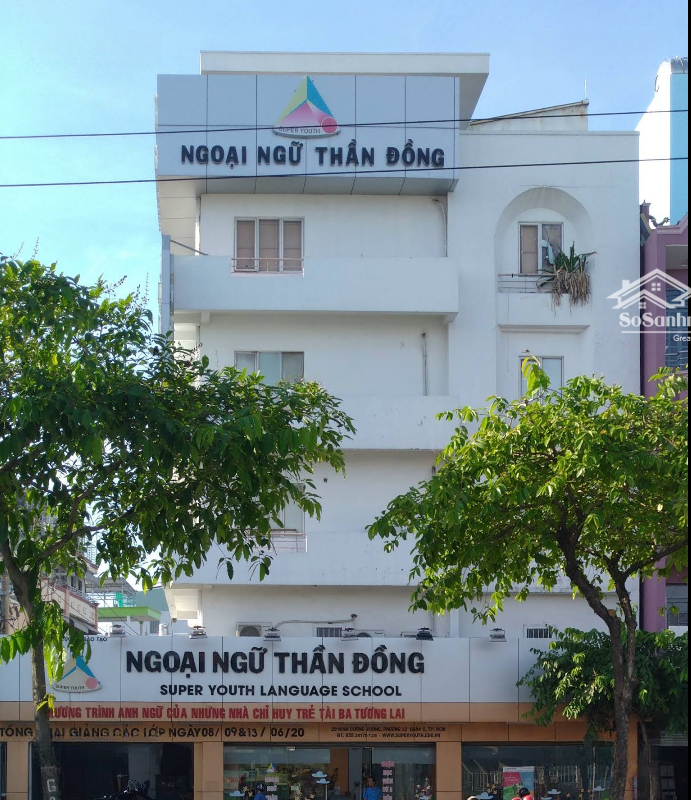 SUPER YOUTH
NGOẠI NGỮ THẦN ĐỒNG
SoSanh
Grea
NGOẠI NGỮ THẦN ĐỒNG
SUPER YOUTH LANGUAGE SCHOOL
ƯƠNG TRÌNH ANH NGỮ CỦA NHỮNG NHÀ CHỈ HUY TRẺ TÀI BA TƯƠNG LAI
KHAI GIẢNG CÁC LỚP NGÀY 08/ 09 &13 / 06 /20